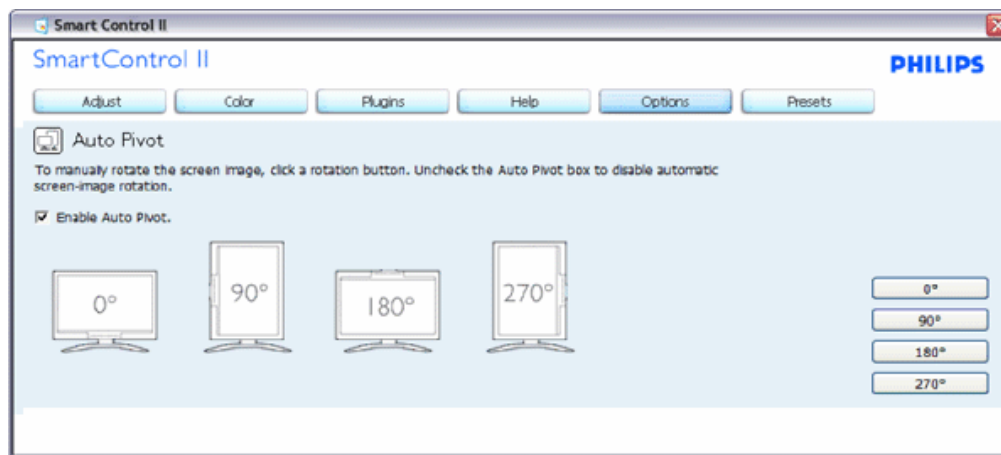 Smart Control II
SmartControl II
PHILIPS
Adjust Color Plugins Help Options Presets
Auto Pivot
To manually rotate the screen image, click a rotation button. Uncheck the Auto Pivot box to disable automatic
screen-image rotation.
Enable Auto Pivot.
0° 90° 180° 270°
0°
90°
180°
270°